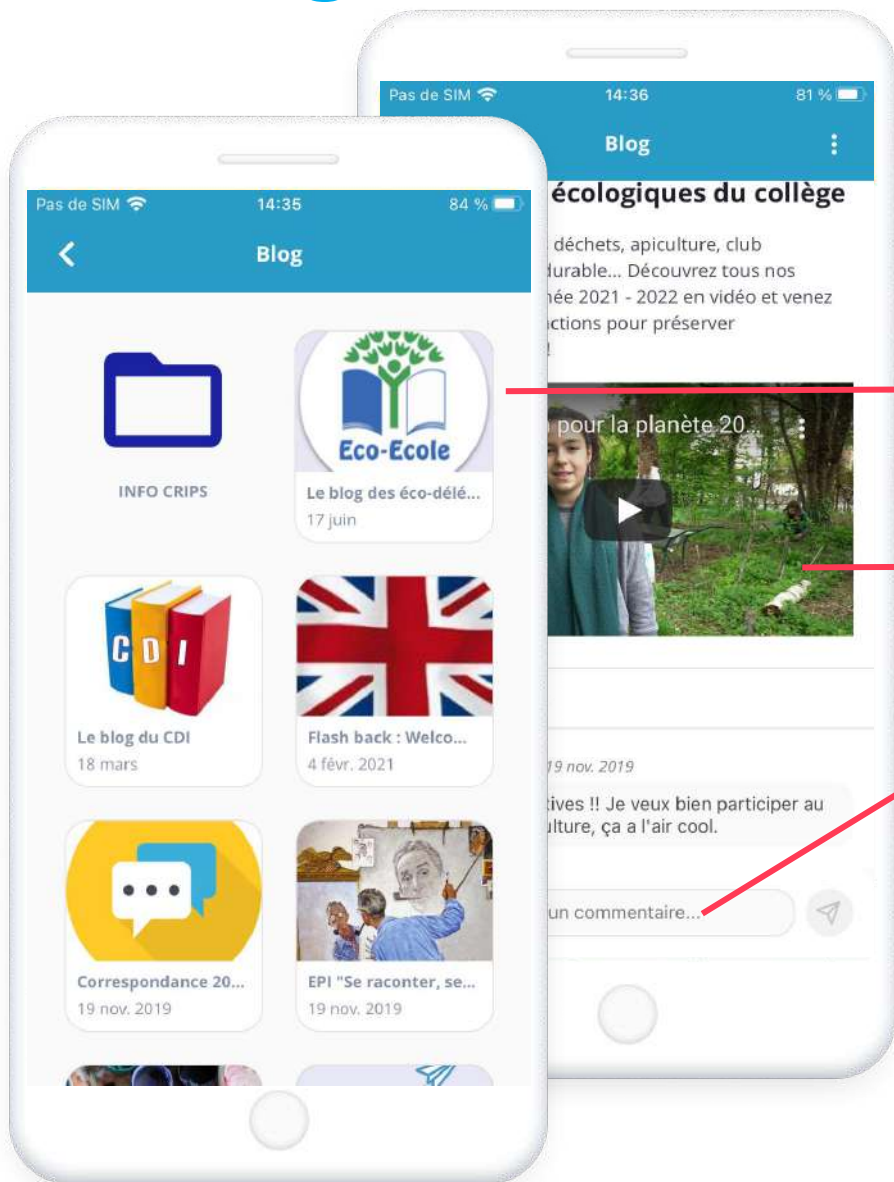 Pas de SIM 14:35 84 %
Blog
INFO CRIPS
Eco-Ecole
Le blog des éco-délé...
17 juin
CDI
Le blog du CDI
18 mars
Flash back : Welco...
4 févr. 2021
Correspondance 20...
19 nov. 2019
EPI "Se raconter, se...
19 nov. 2019
Pas de SIM 14:36 81 %
Blog
écologiques du collège
déchets, apiculture, club
durable... Découvrez tous nos
2021 - 2022 en vidéo et venez
pour préserver
!
pour la planète 20...
19 nov. 2019
!! Je veux bien participer au
ça a l'air cool.
un commentaire...